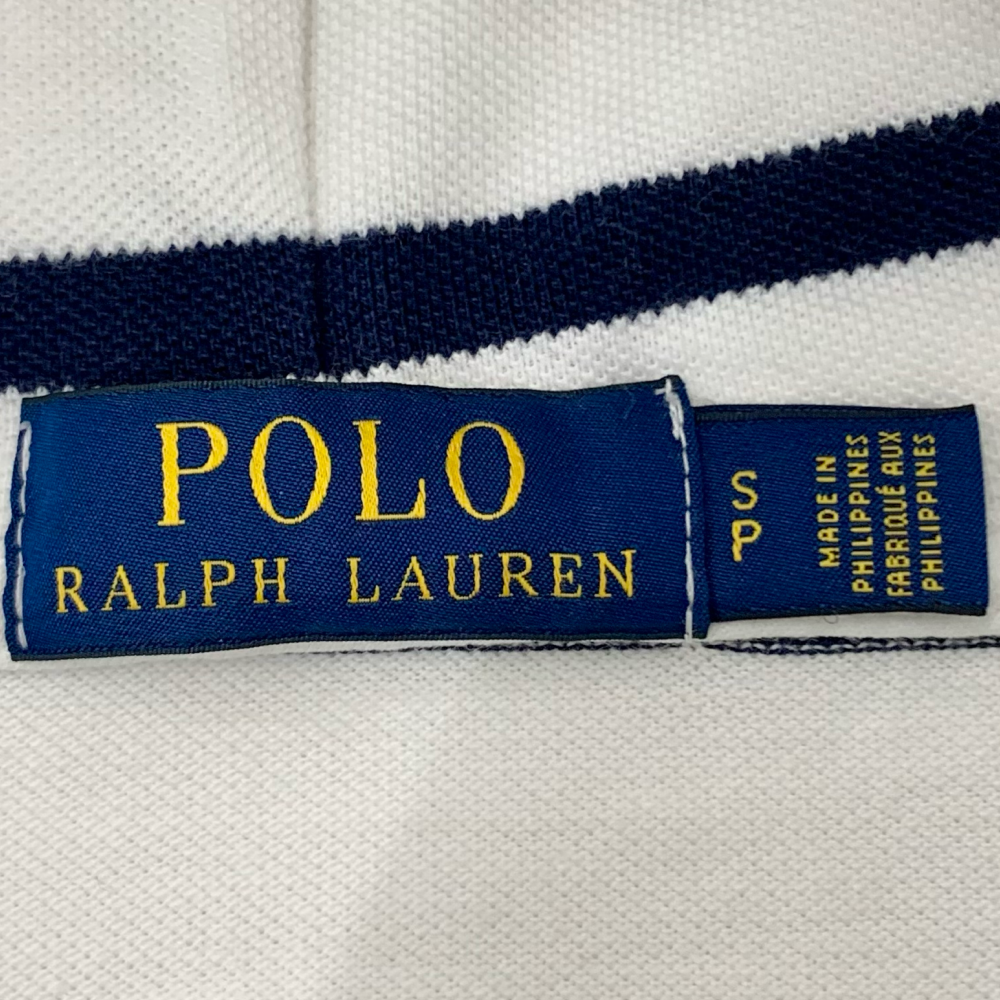 POLO
RALPH LAUREN
S
P
MADE IN
PHILIPPINES
FABRIQUÉ AUX
PHILIPPINES